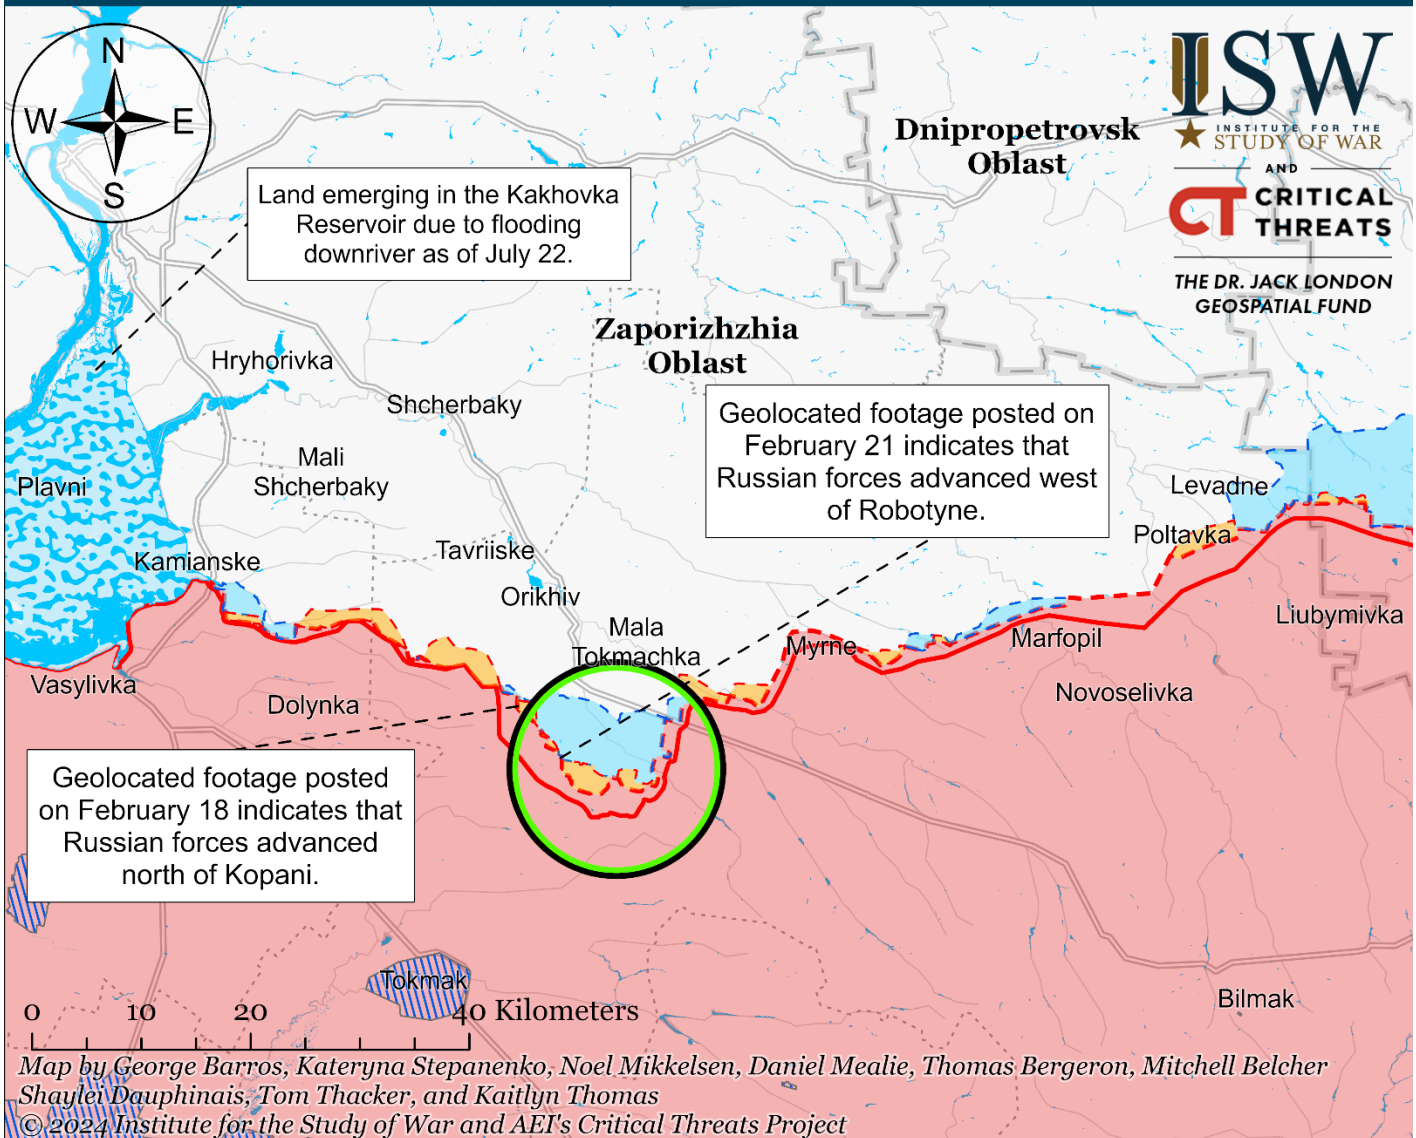 N
W
E
S
ISW
INSTITUTE FOR THE
STUDY OF WAR
AND
CT CRITICAL
THREATS
THE DR. JACK LONDON
GEOSPATIAL FUND
Dnipropetrovsk
Oblast
Land emerging in the Kakhovka
Reservoir due to flooding
downriver as of July 22.
Zaporizhzhia
Oblast
Hryhorivka
Shcherbaky
Geolocated footage posted on
February 21 indicates that
Russian forces advanced west
of Robotyne.
Mali
Shcherbaky
Plavni
Levadne
Poltavka
Kamianske
Tavriiske
Orikhiv
Liubymivka
Mala
Tokmachka
Myrne
Marfopil
Vasylivka
Dolynka
Novoselivka
Geolocated footage posted
on February 18 indicates that
Russian forces advanced
north of Kopani.
Tokmak
Bilmak
0 10 20 40 Kilometers
Map by George Barros, Kateryna Stepanenko, Noel Mikkelsen, Daniel Mealie, Thomas Bergeron, Mitchell Belcher
Shaylei Dauphinais, Tom Thacker, and Kaitlyn Thomas
© 2024 Institute for the Study of War and AEI's Critical Threats Project